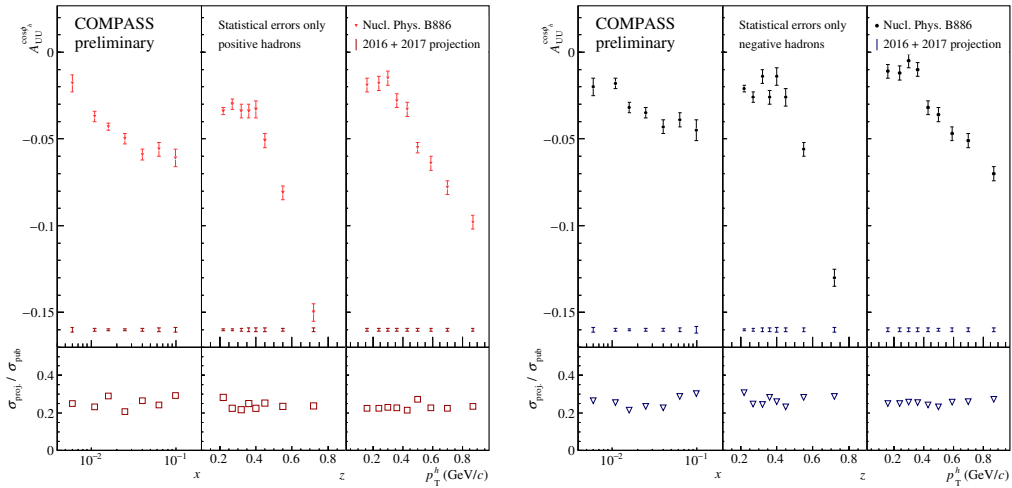 COMPASS
preliminary
Statistical errors only
positive hadrons
Nucl. Phys. B886
2016 + 2017 projection
A_UU^cosϕ_h
0
−0.05
−0.1
−0.15
σ_proj. / σ_pub
0.4
0.2
0
10⁻² 10⁻¹
x
0.2 0.4 0.6 0.8
z
0.2 0.4 0.6 0.8
p_T^h (GeV/c)
COMPASS
preliminary
Statistical errors only
negative hadrons
Nucl. Phys. B886
2016 + 2017 projection
A_UU^cosϕ_h
0
−0.05
−0.1
−0.15
σ_proj. / σ_pub
0.4
0.2
0
10⁻² 10⁻¹
x
0.2 0.4 0.6 0.8
z
0.2 0.4 0.6 0.8
p_T^h (GeV/c)